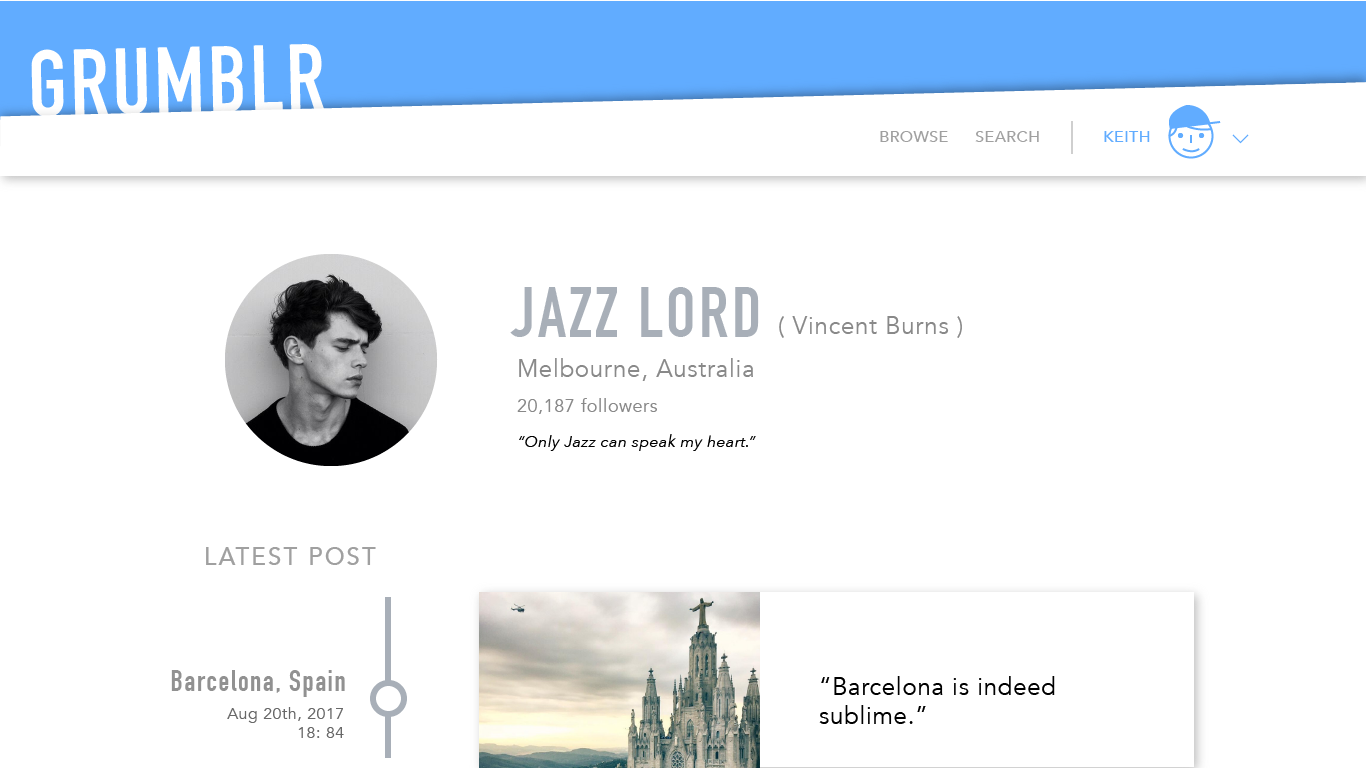 GRUMBLR
BROWSE
SEARCH
KEITH
JAZZ LORD ( Vincent Burns )
Melbourne, Australia
20,187 followers
“Only Jazz can speak my heart.”
LATEST POST
Barcelona, Spain
Aug 20th, 2017
18: 84
“Barcelona is indeed
sublime.”